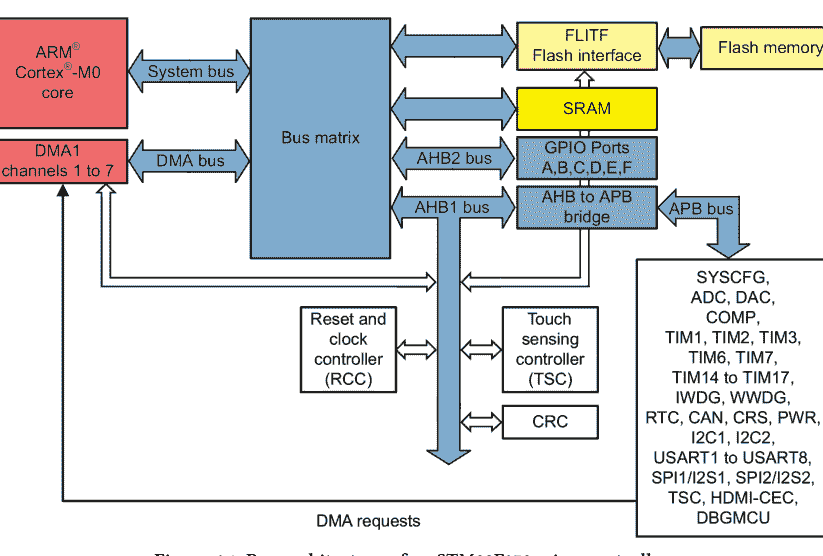 ARM®
Cortex®-M0
core
System bus
Bus matrix
FLITF
Flash interface
Flash memory
SRAM
DMA1
channels 1 to 7
DMA bus
AHB2 bus
GPIO Ports
A,B,C,D,E,F
AHB1 bus
AHB to APB
bridge
APB bus
SYSCFG,
ADC, DAC,
COMP,
TIM1, TIM2, TIM3,
TIM6, TIM7,
TIM14 to TIM17,
IWDG, WWDG,
RTC, CAN, CRS, PWR,
I2C1, I2C2,
USART1 to USART8,
SPI1/I2S1, SPI2/I2S2,
TSC, HDMI-CEC,
DBGMCU
Reset and
clock
controller
(RCC)
Touch
sensing
controller
(TSC)
CRC
DMA requests